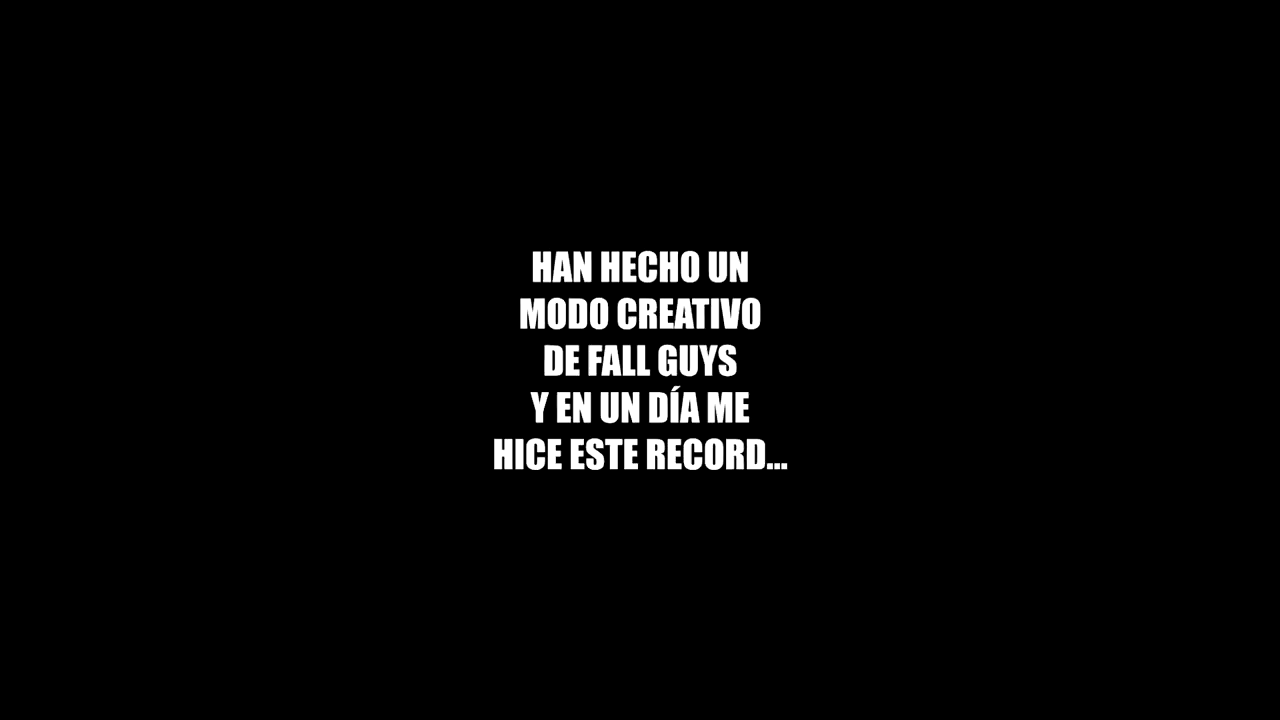 HAN HECHO UN
MODO CREATIVO
DE FALL GUYS
Y EN UN DÍA ME
HICE ESTE RECORD...